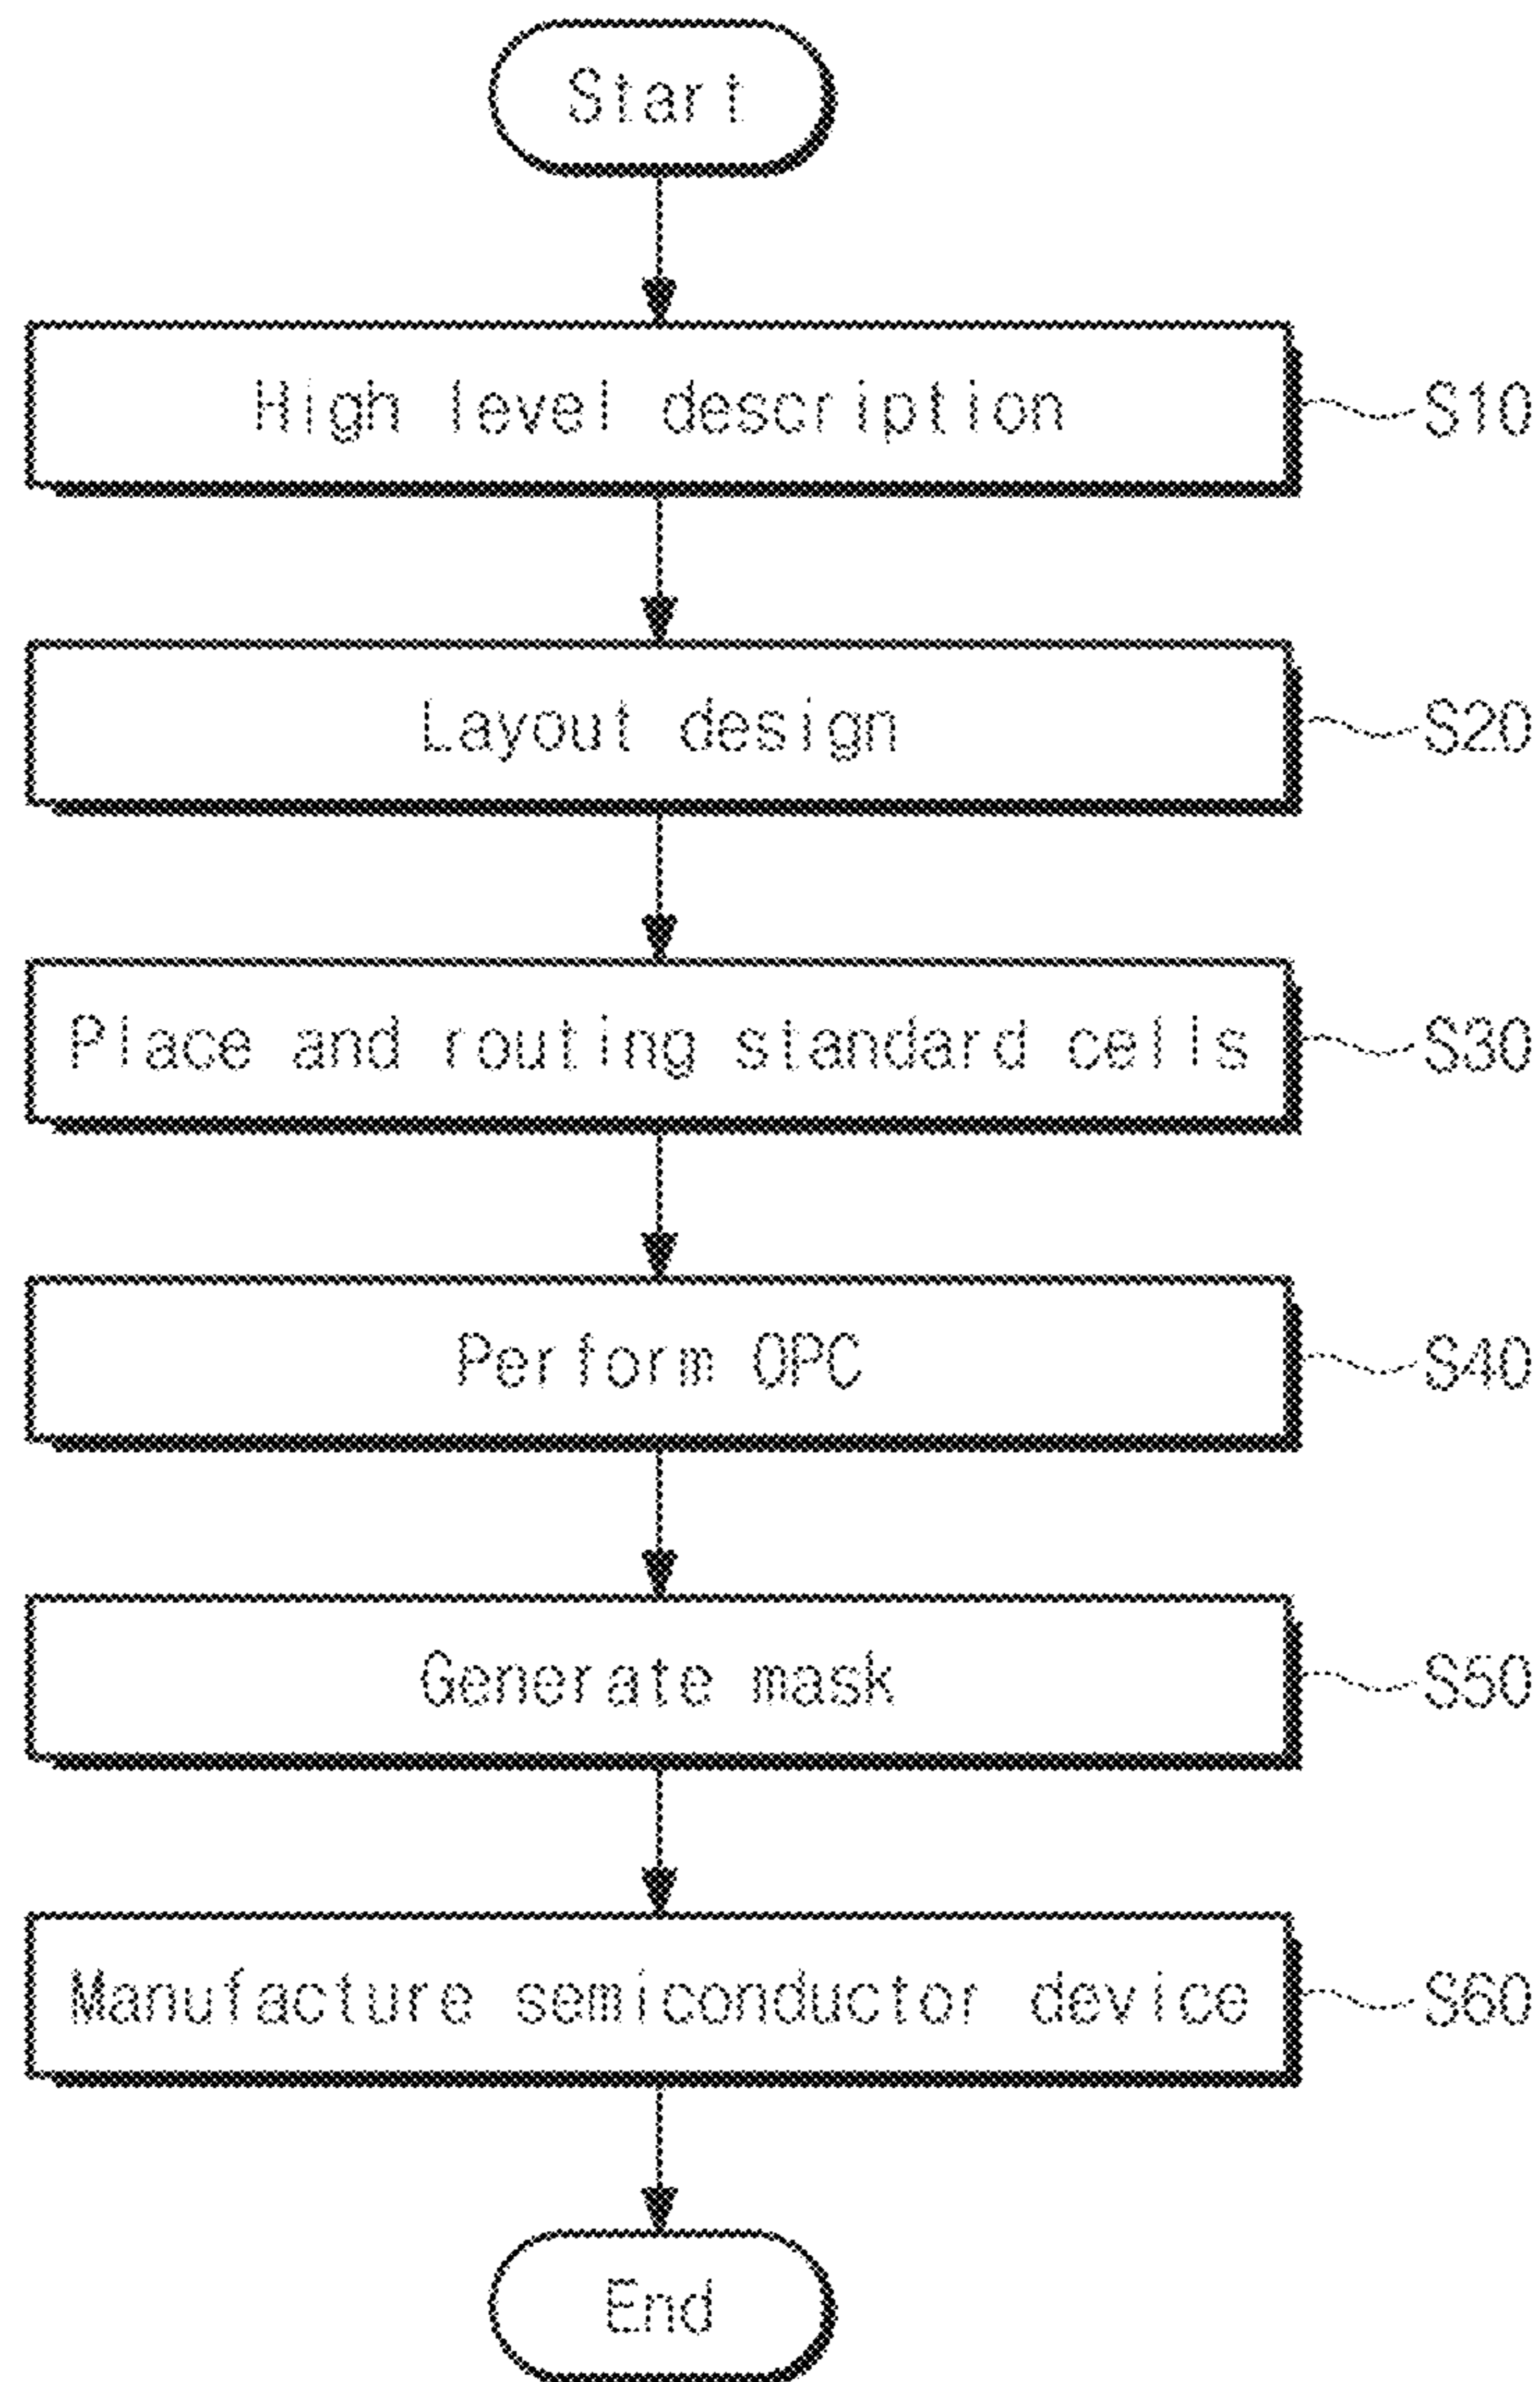 Start
High level description
S10
Layout design
S20
Place and routing standard cells
S30
Perform OPC
S40
Generate mask
S50
Manufacture semiconductor device
S60
End